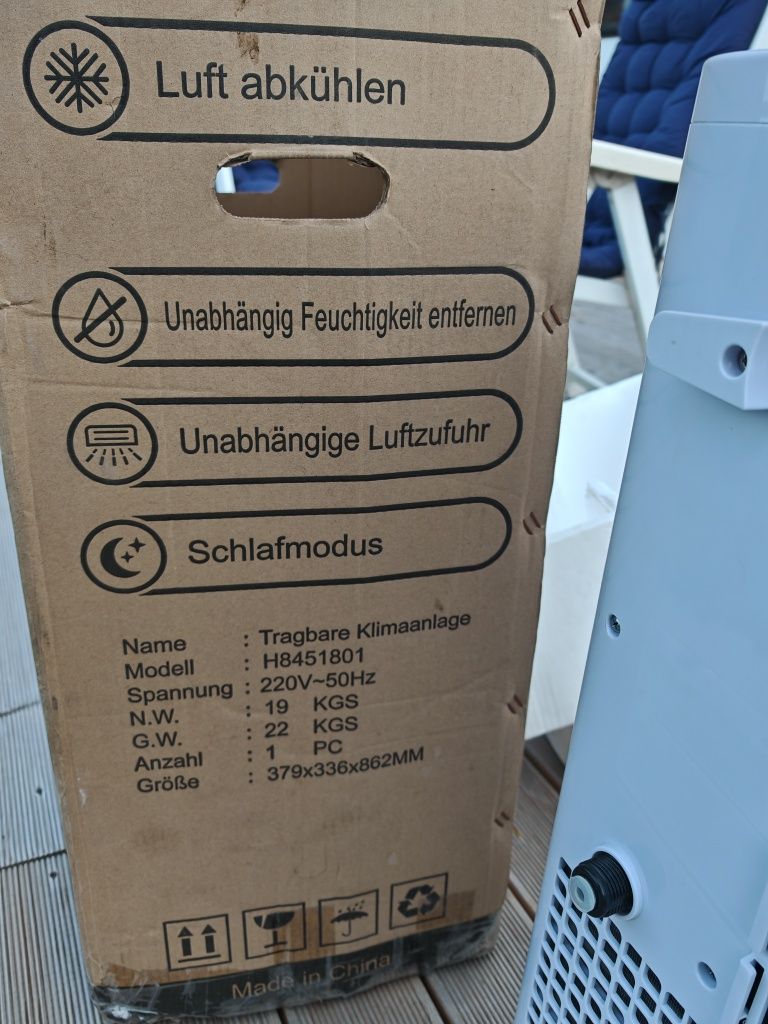 Luft abkühlen
Unabhängig Feuchtigkeit entfernen
Unabhängige Luftzufuhr
Schlafmodus
Name : Tragbare Klimaanlage
Modell : H8451801
Spannung : 220V~50Hz
N.W. : 19 KGS
G.W. : 22 KGS
Anzahl : 1 PC
Größe : 379x336x862MM
Made in China